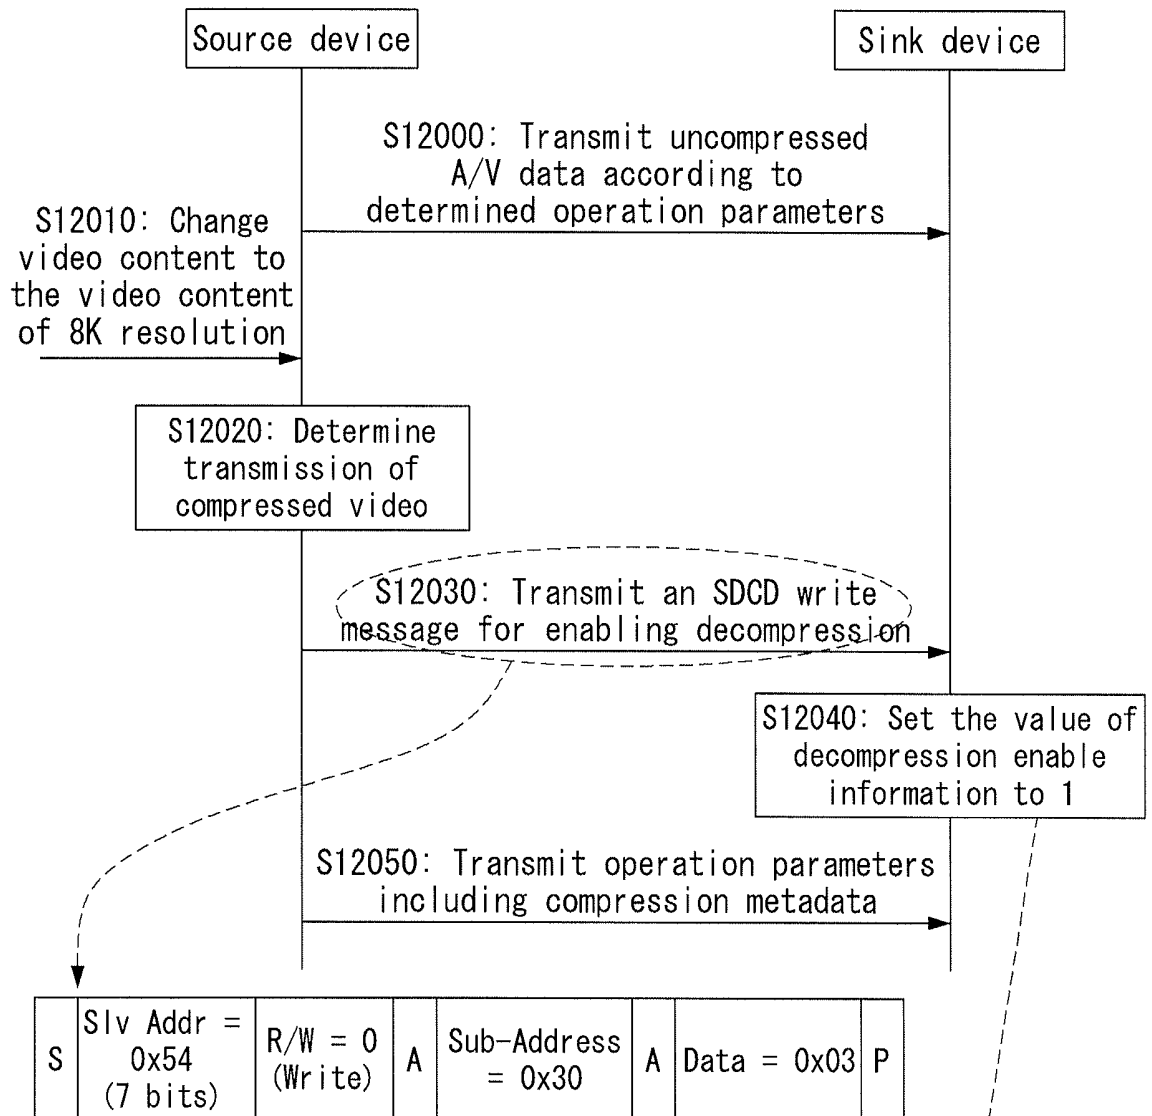 Source device
Sink device
S12000: Transmit uncompressed
A/V data according to
determined operation parameters
S12010: Change
video content to
the video content
of 8K resolution
S12020: Determine
transmission of
compressed video
S12030: Transmit an SDCD write
message for enabling decompression
S12040: Set the value of
decompression enable
information to 1
S12050: Transmit operation parameters
including compression metadata
S
Slv Addr =
0x54
(7 bits)
R/W = 0
(Write)
A
Sub-Address
= 0x30
A
Data = 0x03
P